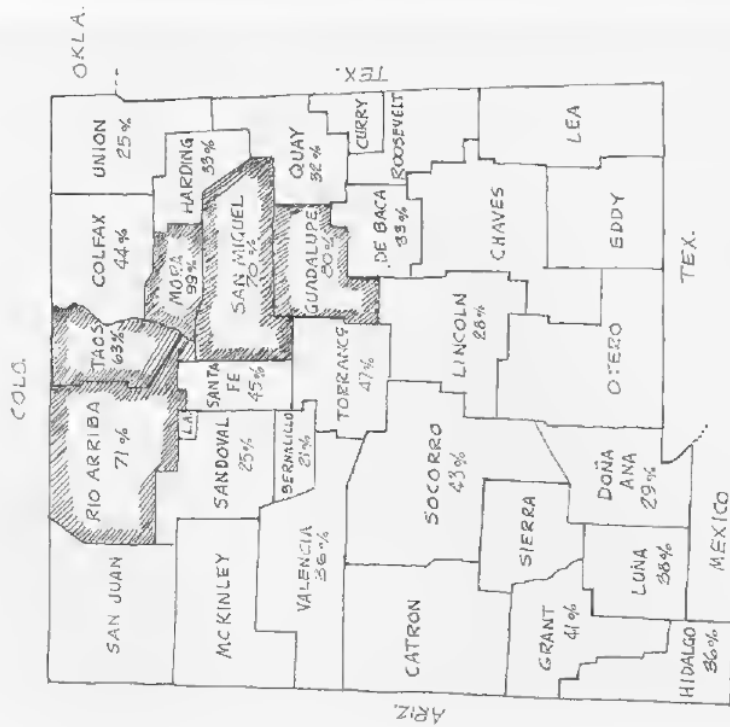 COLO.
OKLA.
TEX.
SAN JUAN
RIO ARRIBA
71%
TAOS
63%
COLFAX
44%
UNION
25%
MORA
99%
HARDING
33%
L.A.
SANDOVAL
25%
SANTA
FE
45%
SAN MIGUEL
70%
MCKINLEY
BERNALILLO
21%
GUADALUPE
80%
QUAY
32%
CURRY
VALENCIA
36%
TORRANCE
47%
DE BACA
33%
ROOSEVELT
CATRON
SOCORRO
43%
LINCOLN
28%
CHAVES
LEA
SIERRA
GRANT
41%
DOÑA
ANA
29%
OTERO
EDDY
LUNA
38%
HIDALGO
36%
MEXICO
TEX.
ARIZ.